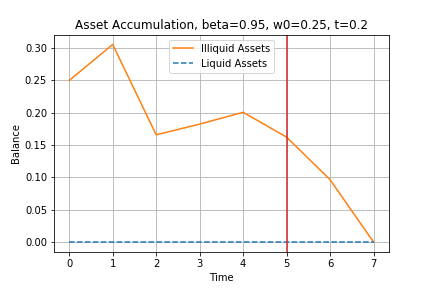 Asset Accumulation, beta=0.95, w0=0.25, t=0.2
Illiquid Assets
Liquid Assets
Balance
0.30
0.25
0.20
0.15
0.10
0.05
0.00
0 1 2 3 4 5 6 7
Time